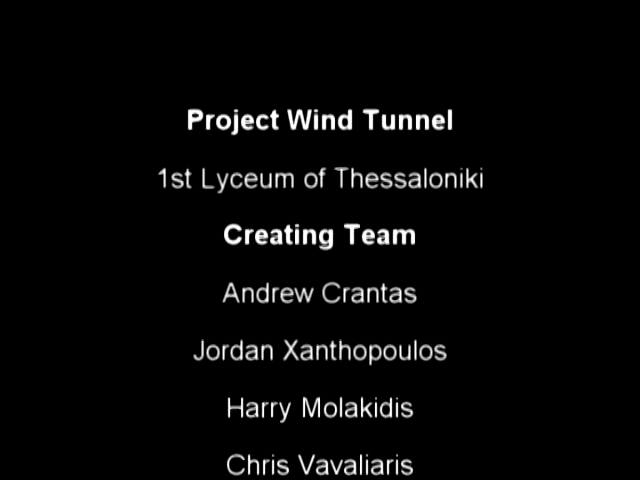 Project Wind Tunnel
1st Lyceum of Thessaloniki
Creating Team
Andrew Crantas
Jordan Xanthopoulos
Harry Molakidis
Chris Vavaliaris